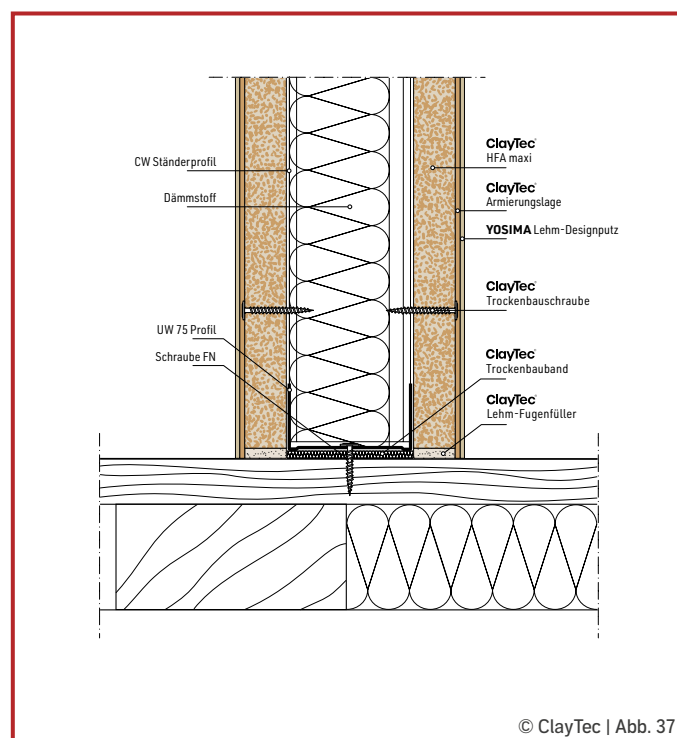 CW Ständerprofil
Dämmstoff
UW 75 Profil
Schraube FN
ClayTec®
HFA maxi
ClayTec®
Armierungslage
YOSIMA Lehm-Designputz
ClayTec®
Trockenbauschraube
ClayTec®
Trockenbauband
ClayTec®
Lehm-Fugenfüller
© ClayTec | Abb. 37